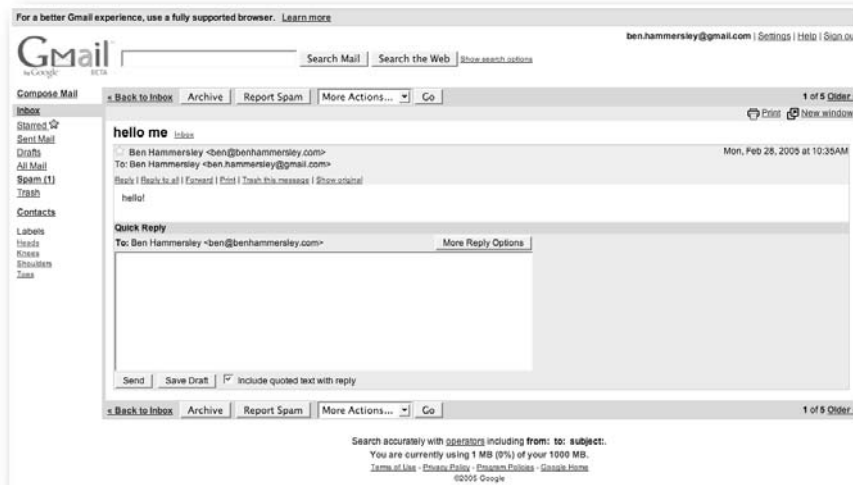 For a better Gmail experience, use a fully supported browser. Learn more
ben.hammersley@gmail.com | Settings | Help | Sign ou
GMail
by Google BETA
Search Mail Search the Web Show search options
Compose Mail
Inbox
Starred
Sent Mail
Drafts
All Mail
Spam (1)
Trash
Contacts
Labels
Heads
Knees
Shoulders
Toes
« Back to Inbox Archive Report Spam More Actions... Go 1 of 5 Older
Print New window
hello me Inbox
Ben Hammersley <ben@benhammersley.com> Mon, Feb 28, 2005 at 10:35AM
To: Ben Hammersley <ben.hammersley@gmail.com>
Reply | Reply to all | Forward | Print | Trash this message | Show original
hello!
Quick Reply
To: Ben Hammersley <ben@benhammersley.com> More Reply Options
Send Save Draft Include quoted text with reply
« Back to Inbox Archive Report Spam More Actions... Go 1 of 5 Older
Search accurately with operators including from: to: subject:.
You are currently using 1 MB (0%) of your 1000 MB.
Terms of Use - Privacy Policy - Program Policies - Google Home
©2005 Google